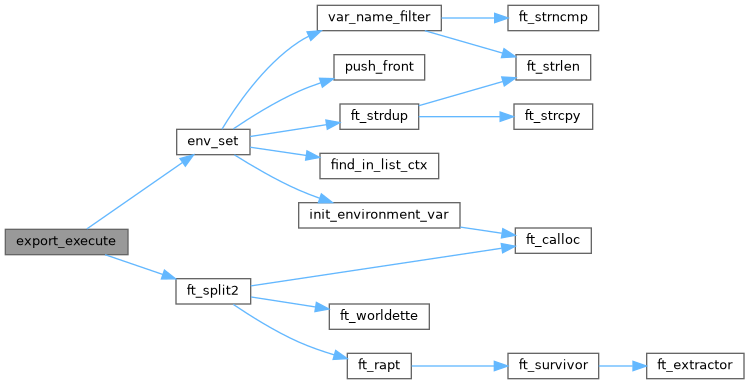 var_name_filter
ft_strncmp
push_front
ft_strlen
ft_strdup
ft_strcpy
env_set
find_in_list_ctx
init_environment_var
export_execute
ft_calloc
ft_split2
ft_worldette
ft_rapt
ft_survivor
ft_extractor